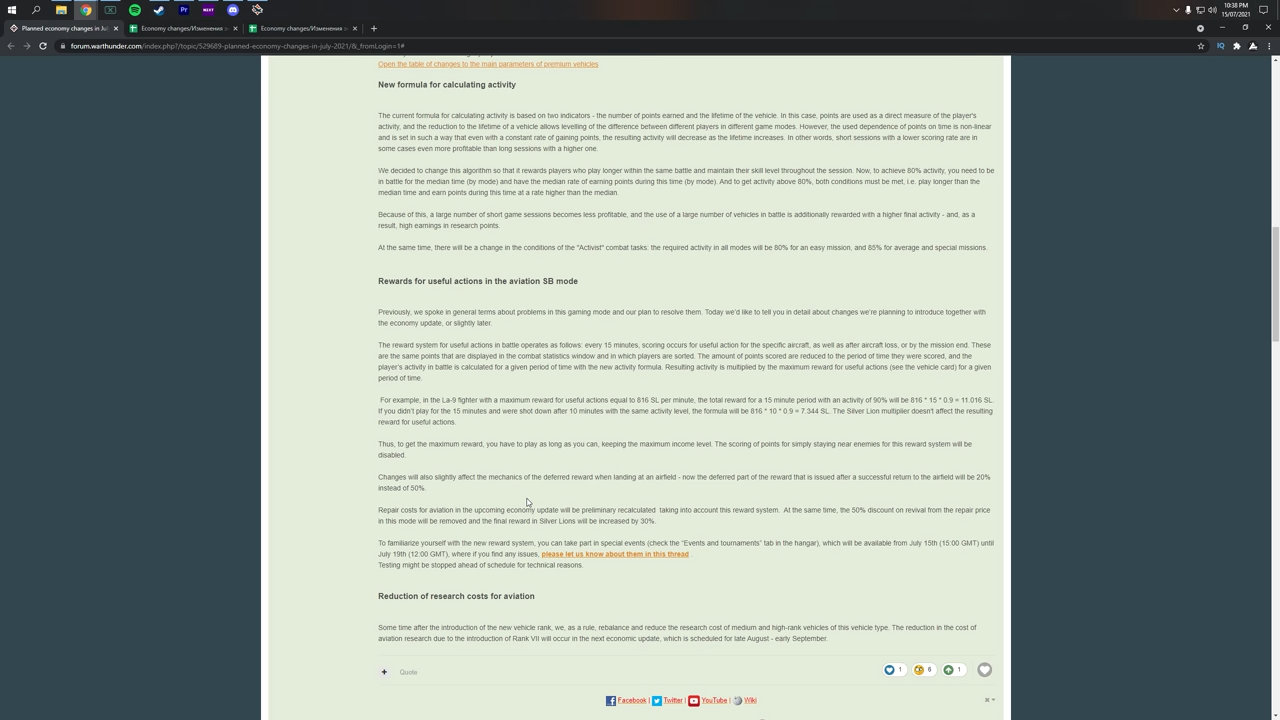 10:38 PM
15/07/2021
Planned economy changes in Jul
Economy changes/Изменения
Economy changes/Изменения в
forum.warthunder.com/index.php?/topic/529689-planned-economy-changes-in-july-2021/&_fromLogin=1#
Open the table of changes to the main parameters of premium vehicles
New formula for calculating activity
The current formula for calculating activity is based on two indicators - the number of points earned and the lifetime of the vehicle. In this case, points are used as a direct measure of the player's
activity, and the reduction to the lifetime of a vehicle allows levelling of the difference between different players in different game modes. However, the used dependence of points on time is non-linear
and is set in such a way that even with a constant rate of gaining points, the resulting activity will decrease as the lifetime increases. In other words, short sessions with a lower scoring rate are in
some cases even more profitable than long sessions with a higher one.
We decided to change this algorithm so that it rewards players who play longer within the same battle and maintain their skill level throughout the session. Now, to achieve 80% activity, you need to be
in battle for the median time (by mode) and have the median rate of earning points during this time (by mode). And to get activity above 80%, both conditions must be met, i.e. play longer than the
median time and earn points during this time at a rate higher than the median.
Because of this, a large number of short game sessions becomes less profitable, and the use of a large number of vehicles in battle is additionally rewarded with a higher final activity - and, as a
result, high earnings in research points.
At the same time, there will be a change in the conditions of the "Activist" combat tasks: the required activity in all modes will be 80% for an easy mission, and 85% for average and special missions.
Rewards for useful actions in the aviation SB mode
Previously, we spoke in general terms about problems in this gaming mode and our plan to resolve them. Today we'd like to tell you in detail about changes we're planning to introduce together with
the economy update, or slightly later.
The reward system for useful actions in battle operates as follows: every 15 minutes, scoring occurs for useful action for the specific aircraft, as well as after aircraft loss, or by the mission end. These
are the same points that are displayed in the combat statistics window and in which players are sorted. The amount of points scored are reduced to the period of time they were scored, and the
player's activity in battle is calculated for a given period of time with the new activity formula. Resulting activity is multiplied by the maximum reward for useful actions (see the vehicle card) for a given
period of time.
For example, in the La-9 fighter with a maximum reward for useful actions equal to 816 SL per minute, the total reward for a 15 minute period with an activity of 90% will be 816 * 15 * 0.9 = 11.016 SL.
If you didn't play for the 15 minutes and were shot down after 10 minutes with the same activity level, the formula will be 816 * 10 * 0.9 = 7.344 SL. The Silver Lion multiplier doesn't affect the resulting
reward for useful actions.
Thus, to get the maximum reward, you have to play as long as you can, keeping the maximum income level. The scoring of points for simply staying near enemies for this reward system will be
disabled.
Changes will also slightly affect the mechanics of the deferred reward when landing at an airfield - now the deferred part of the reward that is issued after a successful return to the airfield will be 20%
instead of 50%.
Repair costs for aviation in the upcoming economy update will be preliminary recalculated taking into account this reward system. At the same time, the 50% discount on revival from the repair price
in this mode will be removed and the final reward in Silver Lions will be increased by 30%.
To familiarize yourself with the new reward system, you can take part in special events (check the "Events and tournaments" tab in the hangar), which will be available from July 15th (15:00 GMT) until
July 19th (12:00 GMT), where if you find any issues, please let us know about them in this thread .
Testing might be stopped ahead of schedule for technical reasons.
Reduction of research costs for aviation
Some time after the introduction of the new vehicle rank, we, as a rule, rebalance and reduce the research cost of medium and high-rank vehicles of this vehicle type. The reduction in the cost of
aviation research due to the introduction of Rank VII will occur in the next economic update, which is scheduled for late August - early September.
+ Quote
1 6 1
Facebook | Twitter | YouTube | Wiki